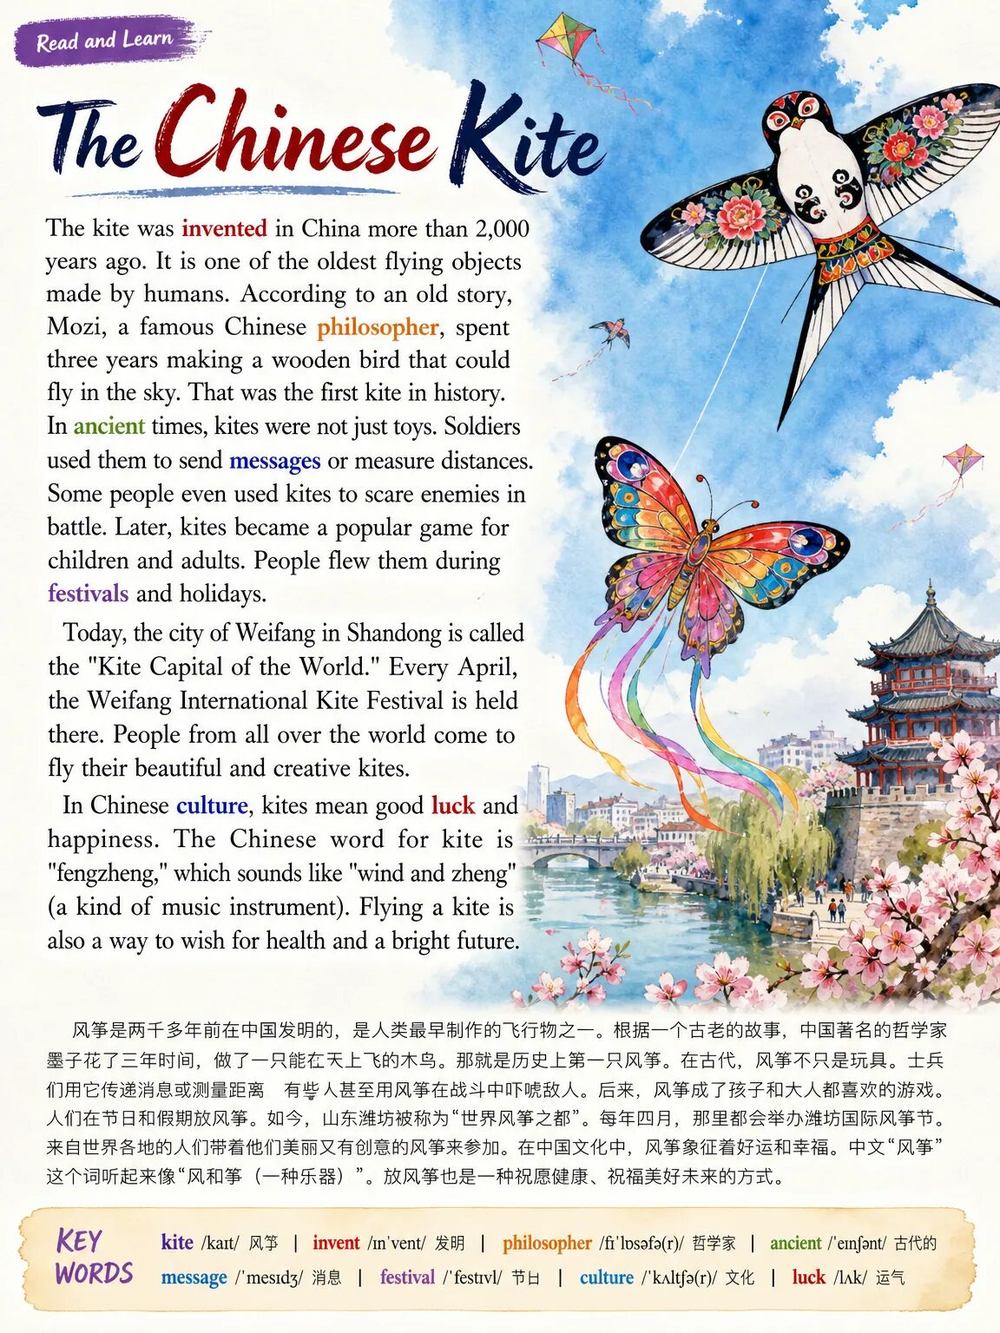 Read and Learn
The Chinese Kite
The kite was invented in China more than 2,000
years ago. It is one of the oldest flying objects
made by humans. According to an old story,
Mozi, a famous Chinese philosopher, spent
three years making a wooden bird that could
fly in the sky. That was the first kite in history.
In ancient times, kites were not just toys. Soldiers
used them to send messages or measure distances.
Some people even used kites to scare enemies in
battle. Later, kites became a popular game for
children and adults. People flew them during
festivals and holidays.
Today, the city of Weifang in Shandong is called
the "Kite Capital of the World." Every April,
the Weifang International Kite Festival is held
there. People from all over the world come to
fly their beautiful and creative kites.
In Chinese culture, kites mean good luck and
happiness. The Chinese word for kite is
"fengzheng," which sounds like "wind and zheng"
(a kind of music instrument). Flying a kite is
also a way to wish for health and a bright future.
风筝是两千多年前在中国发明的，是人类最早制作的飞行物之一。根据一个古老的故事，中国著名的哲学家
墨子花了三年时间，做了一只能在天上飞的木鸟。那就是历史上第一只风筝。在古代，风筝不只是玩具。士兵
们用它传递消息或测量距离 有些人甚至用风筝在战斗中吓唬敌人。后来，风筝成了孩子和大人都喜欢的游戏。
人们在节日和假期放风筝。如今，山东潍坊被称为“世界风筝之都”。每年四月，那里都会举办潍坊国际风筝节。
来自世界各地的人们带着他们美丽又有创意的风筝来参加。在中国文化中，风筝象征着好运和幸福。中文“风筝”
这个词听起来像“风和筝（一种乐器）”。放风筝也是一种祝愿健康、祝福美好未来的方式。
KEY WORDS
kite /kaɪt/ 风筝 | invent /ɪn'vent/ 发明 | philosopher /fɪ'lɒsəfə(r)/ 哲学家 | ancient /'eɪnʃənt/ 古代的
message /'mesɪdʒ/ 消息 | festival /'festɪvl/ 节日 | culture /'kʌltʃə(r)/ 文化 | luck /lʌk/ 运气